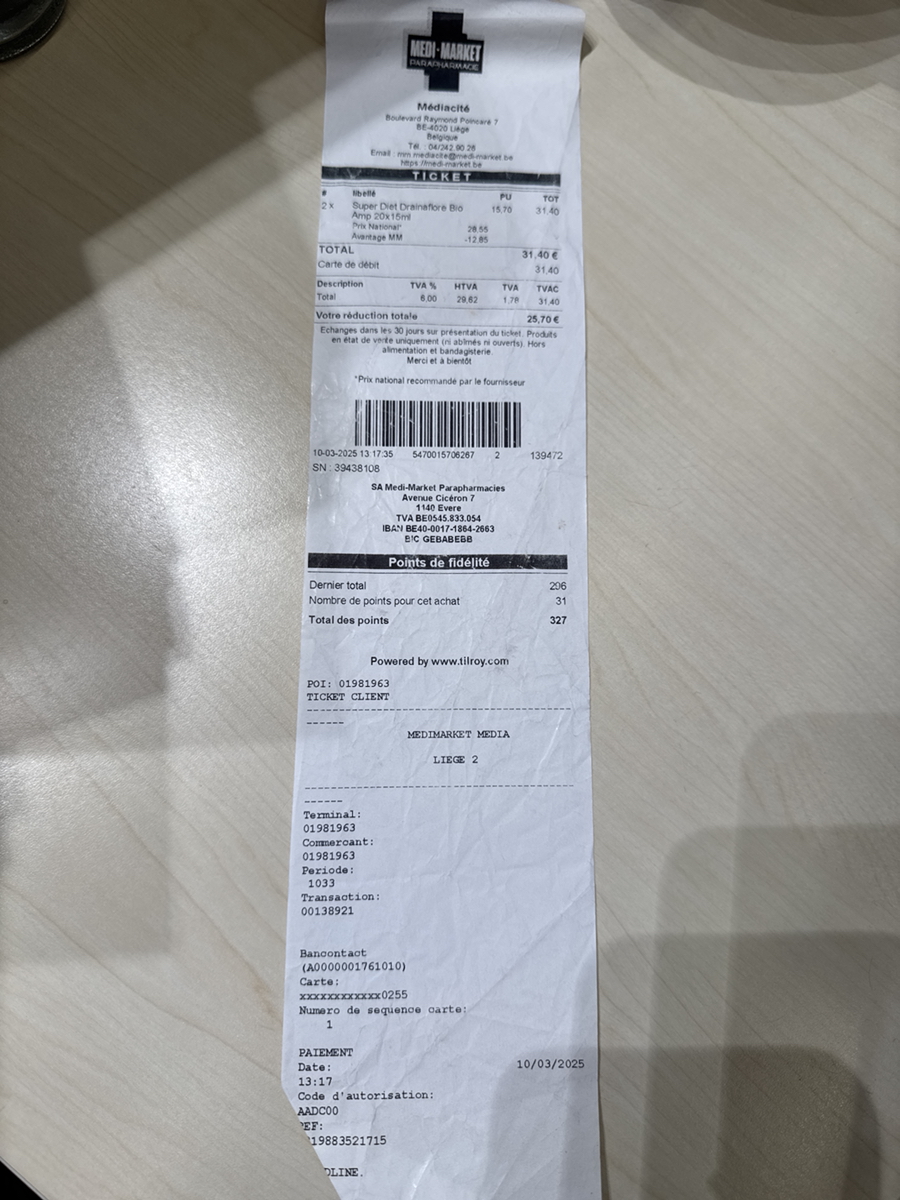 MEDI·MARKET
PARAPHARMACIE
Médiacité
Boulevard Raymond Poincaré 7
BE-4020 Liège
Belgique
Tél. : 04/242.90.26
Email : mm.mediacite@medi-market.be
https://medi-market.be
TICKET
# libellé PU TOT
2 x Super Diet Drainaflore Bio 15,70 31,40
Amp 20x15ml
Prix National* 28,55
Avantage MM -12,85
TOTAL 31,40 €
Carte de débit 31,40
Description TVA % HTVA TVA TVAC
Total 6,00 29,62 1,78 31,40
Votre réduction totale 25,70 €
Echanges dans les 30 jours sur présentation du ticket. Produits
en état de vente uniquement (ni abîmés ni ouverts). Hors
alimentation et bandagisterie.
Merci et à bientôt
*Prix national recommandé par le fournisseur
10-03-2025 13:17:35 5470015706267 2 139472
SN : 39438108
SA Medi-Market Parapharmacies
Avenue Cicéron 7
1140 Evere
TVA BE0545.833.054
IBAN BE40-0017-1864-2663
BIC GEBABEBB
Points de fidélité
Dernier total 296
Nombre de points pour cet achat 31
Total des points 327
Powered by www.tilroy.com
POI: 01981963
TICKET CLIENT
--------------------------------------
------
MEDIMARKET MEDIA
LIEGE 2
--------------------------------------
------
Terminal:
01981963
Commercant:
01981963
Periode:
1033
Transaction:
00138921
Bancontact
(A0000001761010)
Carte:
xxxxxxxxxxxx0255
Numero de sequence carte:
1
PAIEMENT
Date: 10/03/2025
13:17
Code d'autorisation:
AADC00
REF:
19883521715
DLINE.